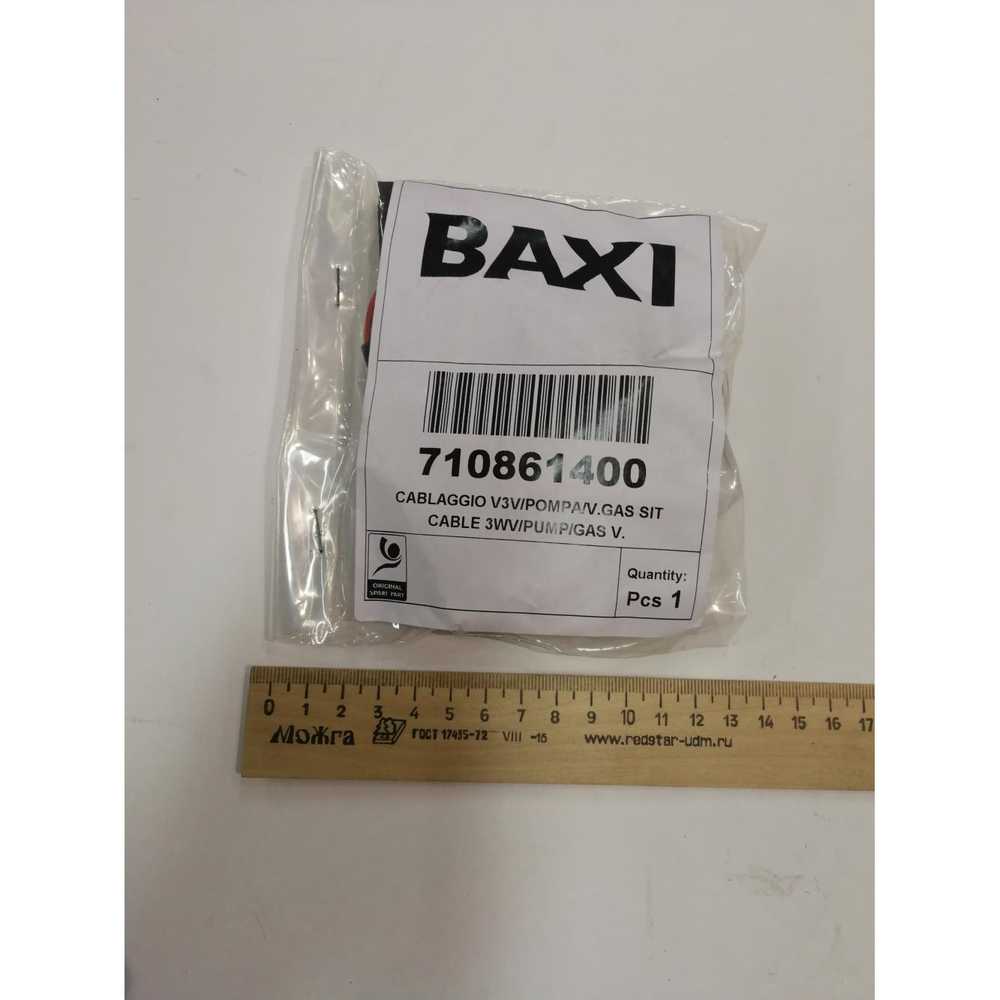 BAXI
710861400
CABLAGGIO V3V/POMPA/V.GAS SIT
CABLE 3WV/PUMP/GAS V.
ORIGINAL
SPARE PART
Quantity:
Pcs 1
0 1 2 3 4 5 6 7 8 9 10 11 12 13 14 15 16 17
Можга ГОСТ 17435-72 VIII -15 www.redstar-udm.ru